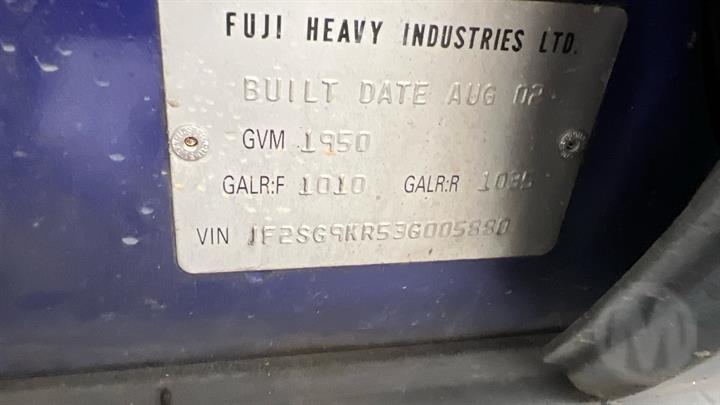 FUJI HEAVY INDUSTRIES LTD.
BUILT DATE AUG 02
GVM 1950
GALR:F 1010 GALR:R 1035
VIN JF2SG9KR53G005880
M